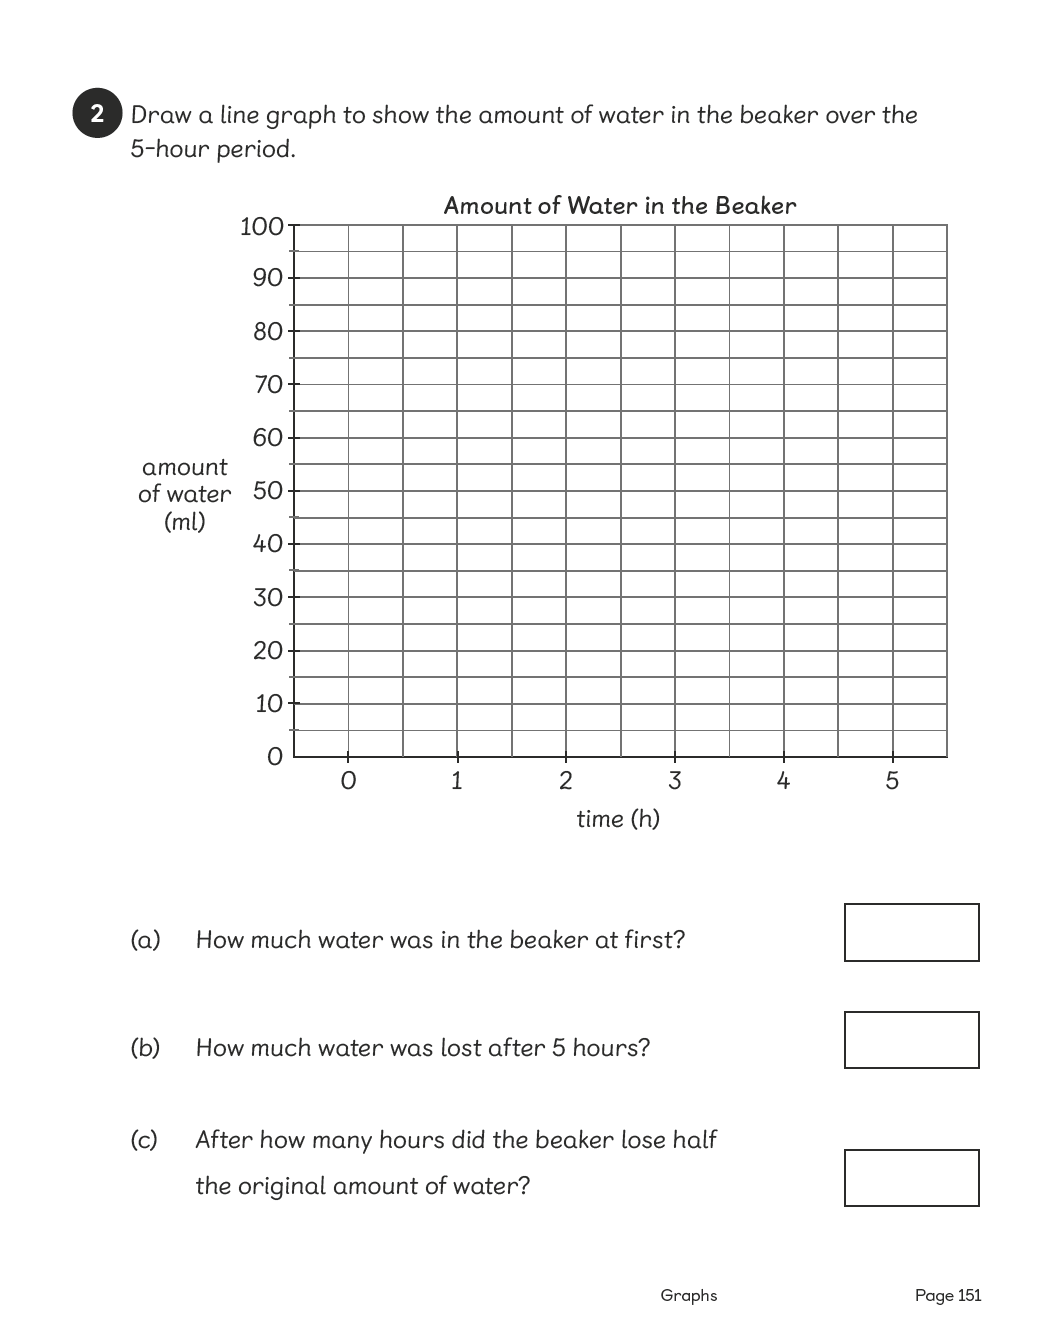 2 Draw a line graph to show the amount of water in the beaker over the
5-hour period.
Amount of Water in the Beaker
100
90
80
70
60
amount
of water
(ml)
50
40
30
20
10
0
0 1 2 3 4 5
time (h)
(a) How much water was in the beaker at first?
(b) How much water was lost after 5 hours?
(c) After how many hours did the beaker lose half
the original amount of water?
Graphs Page 151